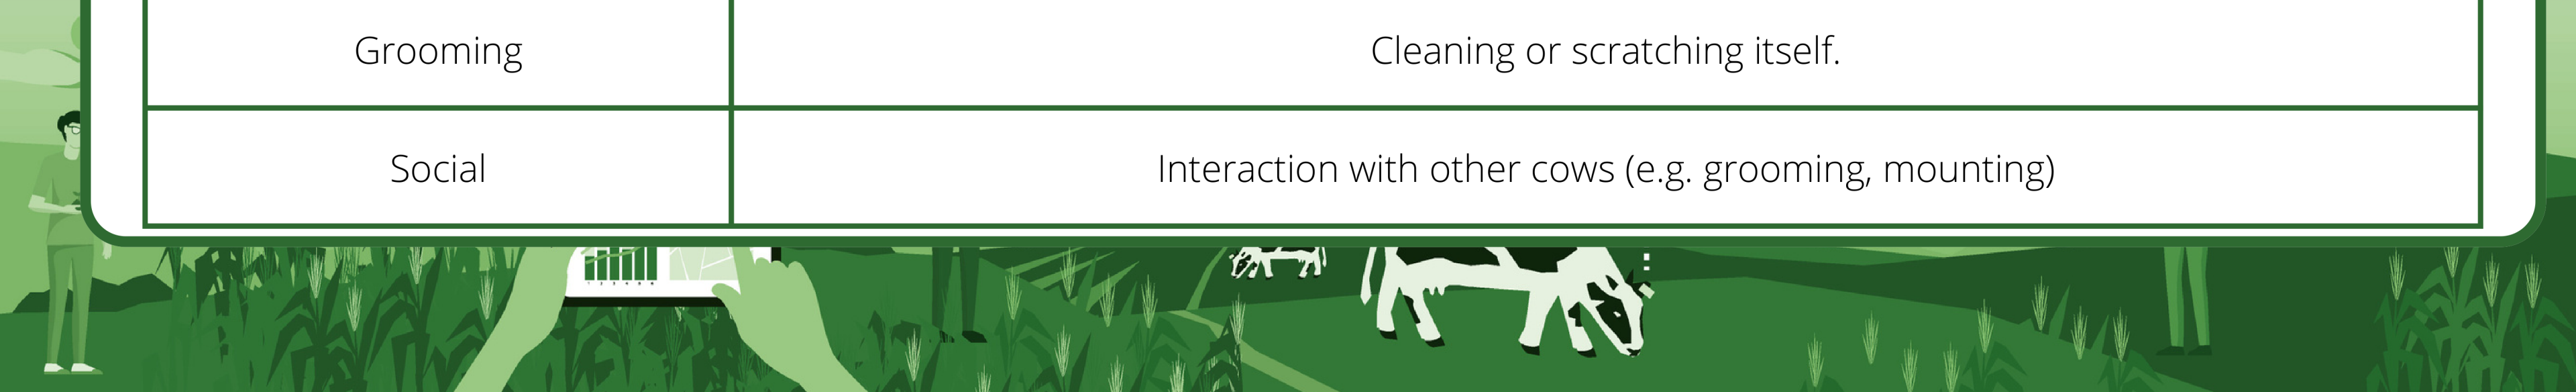 Grooming
Cleaning or scratching itself.
Social
Interaction with other cows (e.g. grooming, mounting)